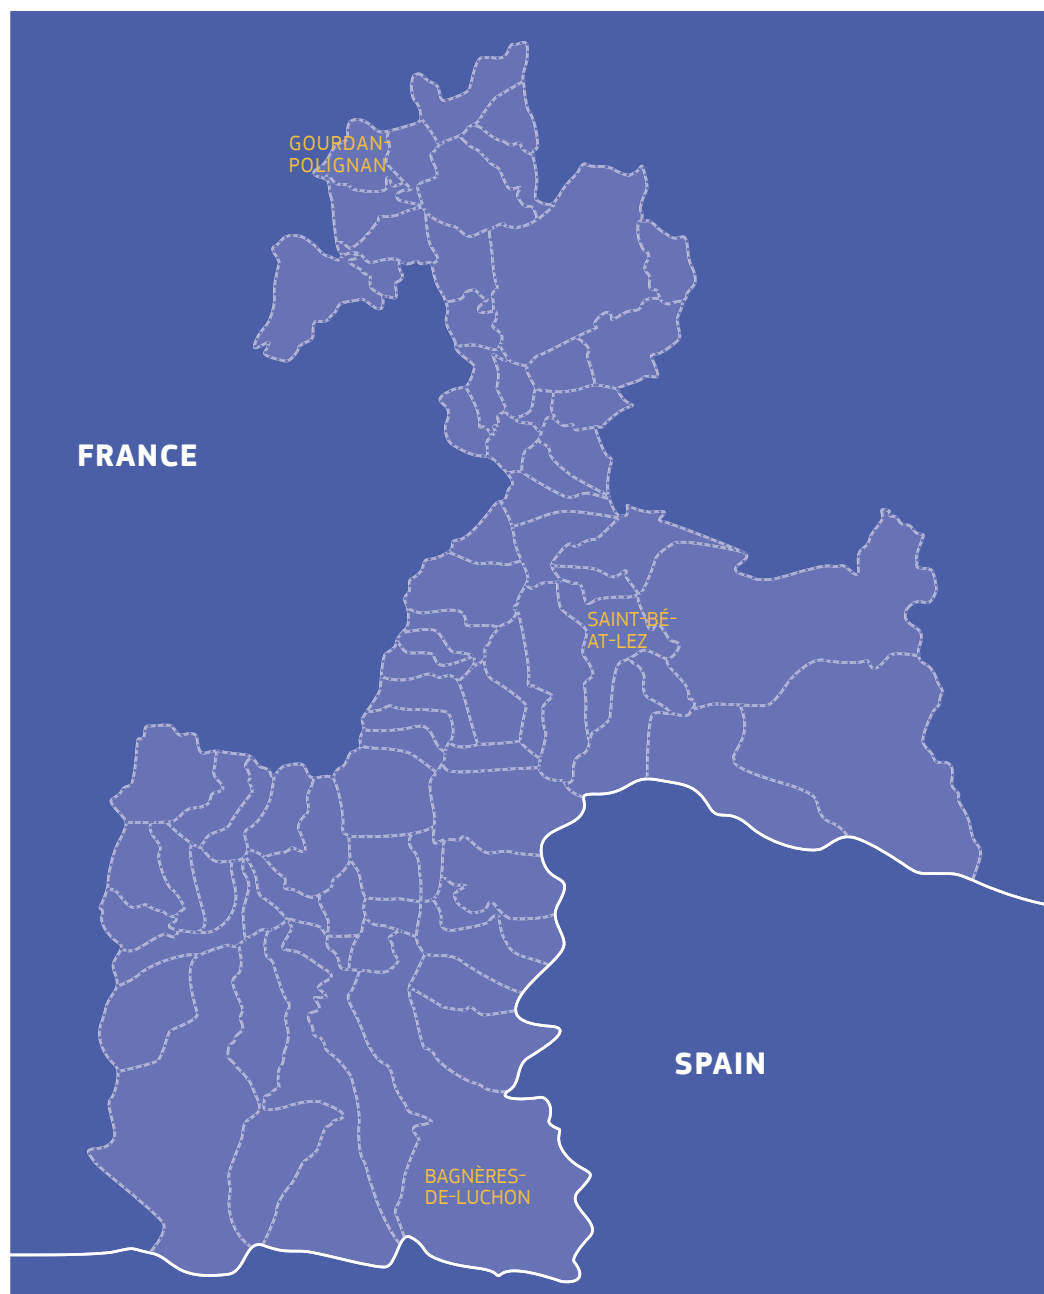 GOURDAN-
POLIGNAN
FRANCE
SAINT-BÉ-
AT-LEZ
SPAIN
BAGNÈRES-
DE-LUCHON